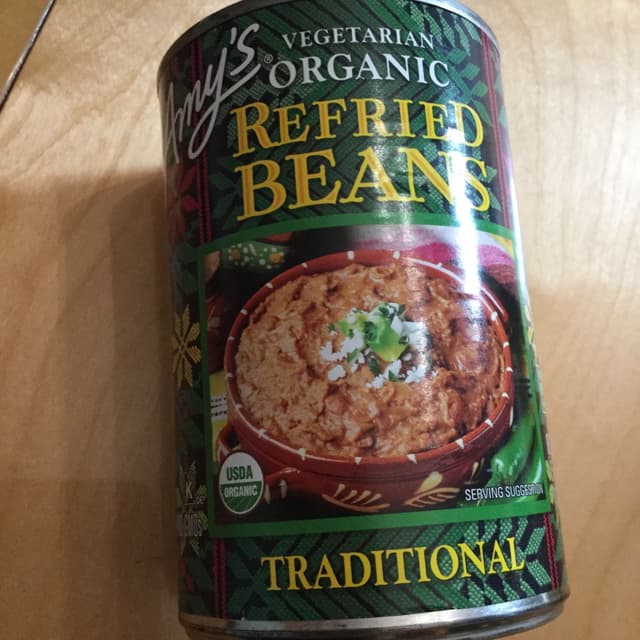 Amy's
VEGETARIAN
®ORGANIC
REFRIED
BEANS
USDA
ORGANIC
K
SERVING SUGGESTION
TRADITIONAL